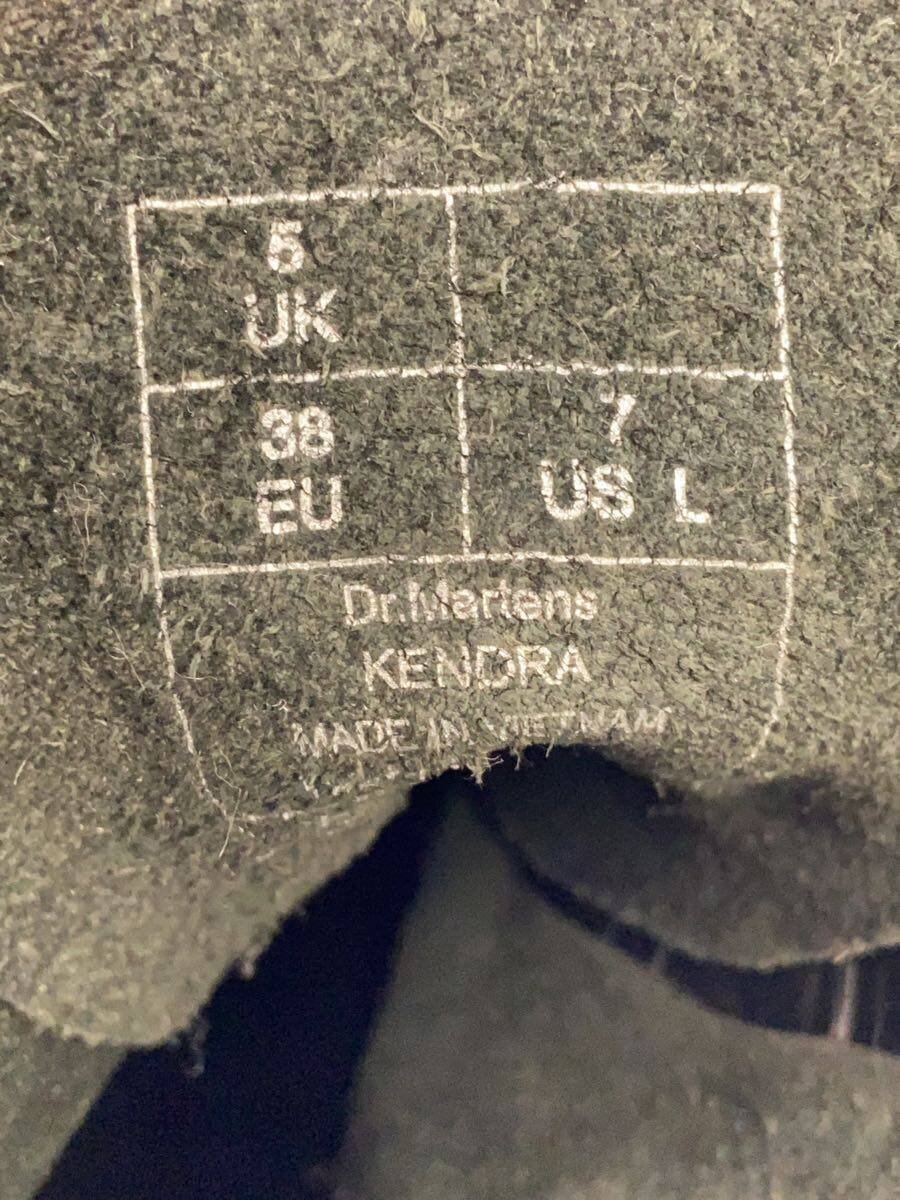 5
UK
38
EU
7
US L
Dr.Martens
KENDRA
MADE IN VIETNAM